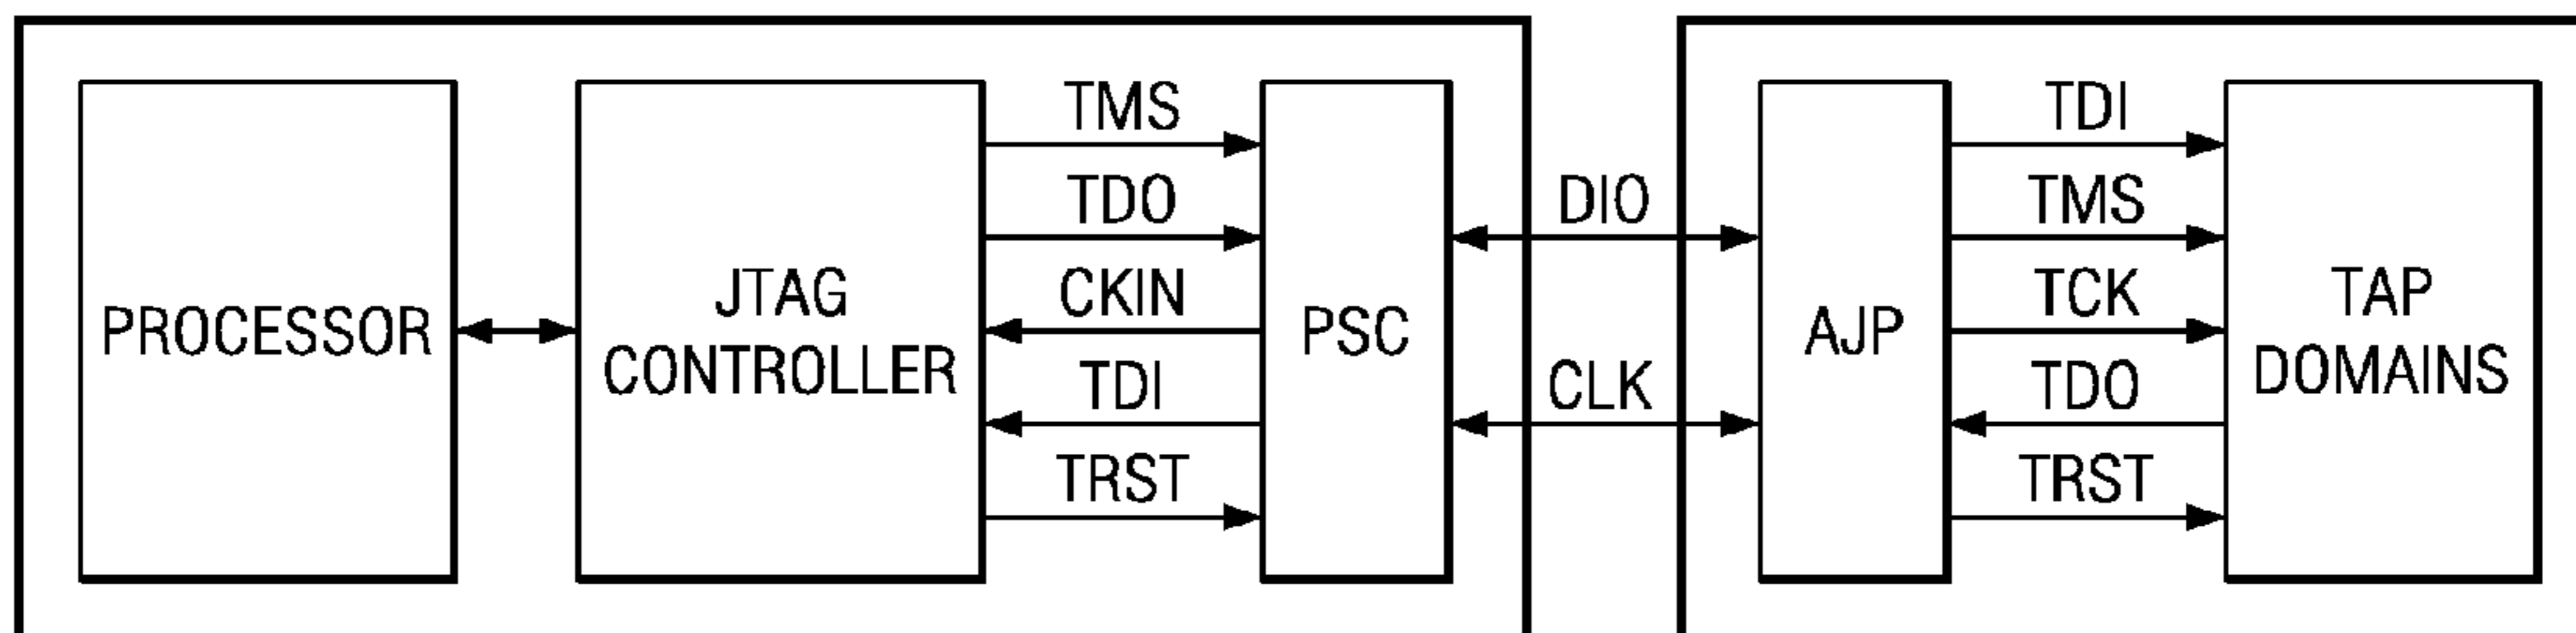 PROCESSOR
JTAG
CONTROLLER
TMS
TDO
CKIN
TDI
TRST
PSC
DIO
CLK
AJP
TDI
TMS
TCK
TDO
TRST
TAP
DOMAINS